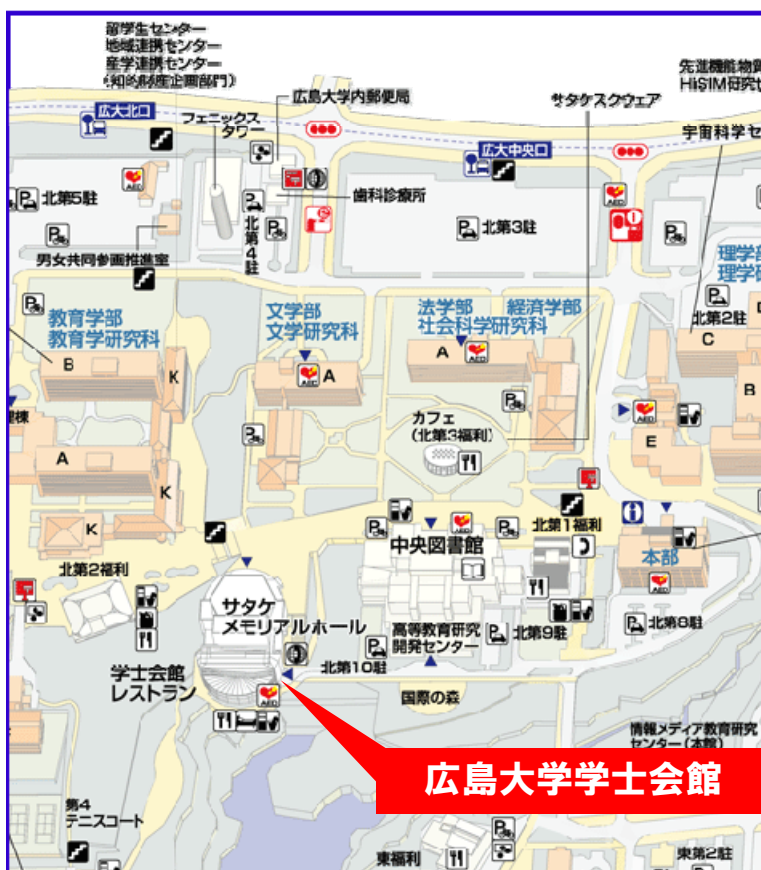 留学生センター
地域連携センター
産学連携センター
(知的財産企画部門)
広島大学内郵便局
サタケスクウェア
先進機能物質
HiSIM研究セ
広大北口
フェニックス
タワー
広大中央口
宇宙科学セ
AED
AED
P 北第5駐
歯科診療所
P
北第4駐
P
P 北第3駐
P
P
男女共同参画推進室
理学部
理学研
P
北第2駐
P
教育学部
教育学研究科
文学部
文学研究科
法学部 経済学部
社会科学研究科
B
K
A
AED
A
AED
C
B
P
カフェ
(北第3福利)
AED
E
P
理棟
A
K
K
北第1福利
i
P
AED
P
中央図書館
本部
AED
北第2福利
サタケ
メモリアルホール
高等教育研究
開発センター
P 北第9駐
P 北第8駐
P
北第10駐
学士会館
レストラン
AED
国際の森
情報メディア教育研究
センター(本館)
広島大学学士会館
第4
テニスコート
P
P
東福利
東第2駐
P